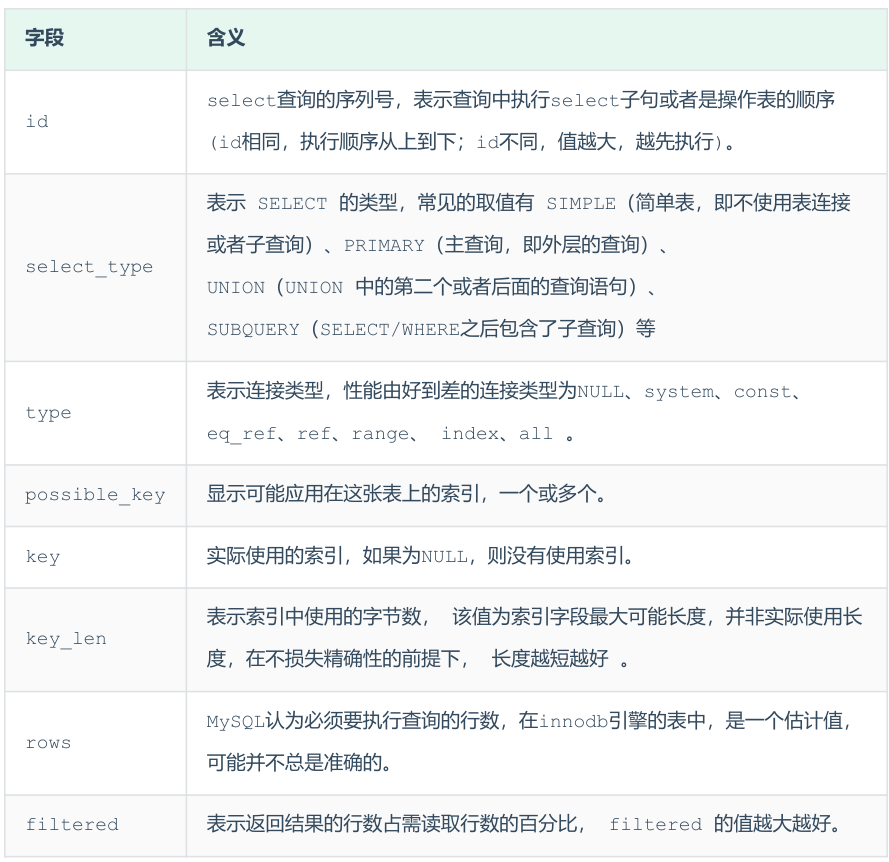 字段 含义
id
select查询的序列号，表示查询中执行select子句或者是操作表的顺序
(id相同，执行顺序从上到下；id不同，值越大，越先执行)。
select_type
表示 SELECT 的类型，常见的取值有 SIMPLE（简单表，即不使用表连接
或者子查询）、PRIMARY（主查询，即外层的查询）、
UNION（UNION 中的第二个或者后面的查询语句）、
SUBQUERY（SELECT/WHERE之后包含了子查询）等
type
表示连接类型，性能由好到差的连接类型为NULL、system、const、
eq_ref、ref、range、 index、all 。
possible_key 显示可能应用在这张表上的索引，一个或多个。
key 实际使用的索引，如果为NULL，则没有使用索引。
key_len
表示索引中使用的字节数， 该值为索引字段最大可能长度，并非实际使用长
度，在不损失精确性的前提下， 长度越短越好 。
rows
MySQL认为必须要执行查询的行数，在innodb引擎的表中，是一个估计值，
可能并不总是准确的。
filtered 表示返回结果的行数占需读取行数的百分比， filtered 的值越大越好。